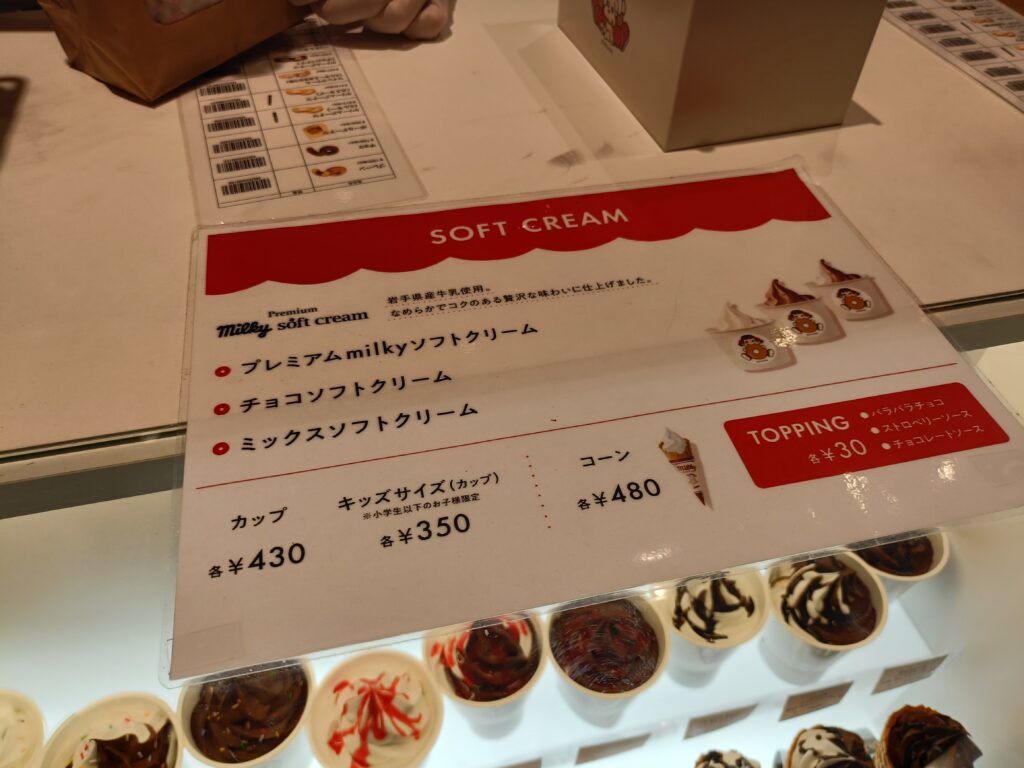 SOFT CREAM
Premium
milky soft cream
岩手県産牛乳使用。
なめらかでコクのある贅沢な味わいに仕上げました。
プレミアムmilkyソフトクリーム
チョコソフトクリーム
ミックスソフトクリーム
カップ
各¥430
キッズサイズ(カップ)
※小学生以下のお子様限定
各¥350
コーン
各¥480
TOPPING
各¥30
●パラパラチョコ
●ストロベリーソース
●チョコレートソース